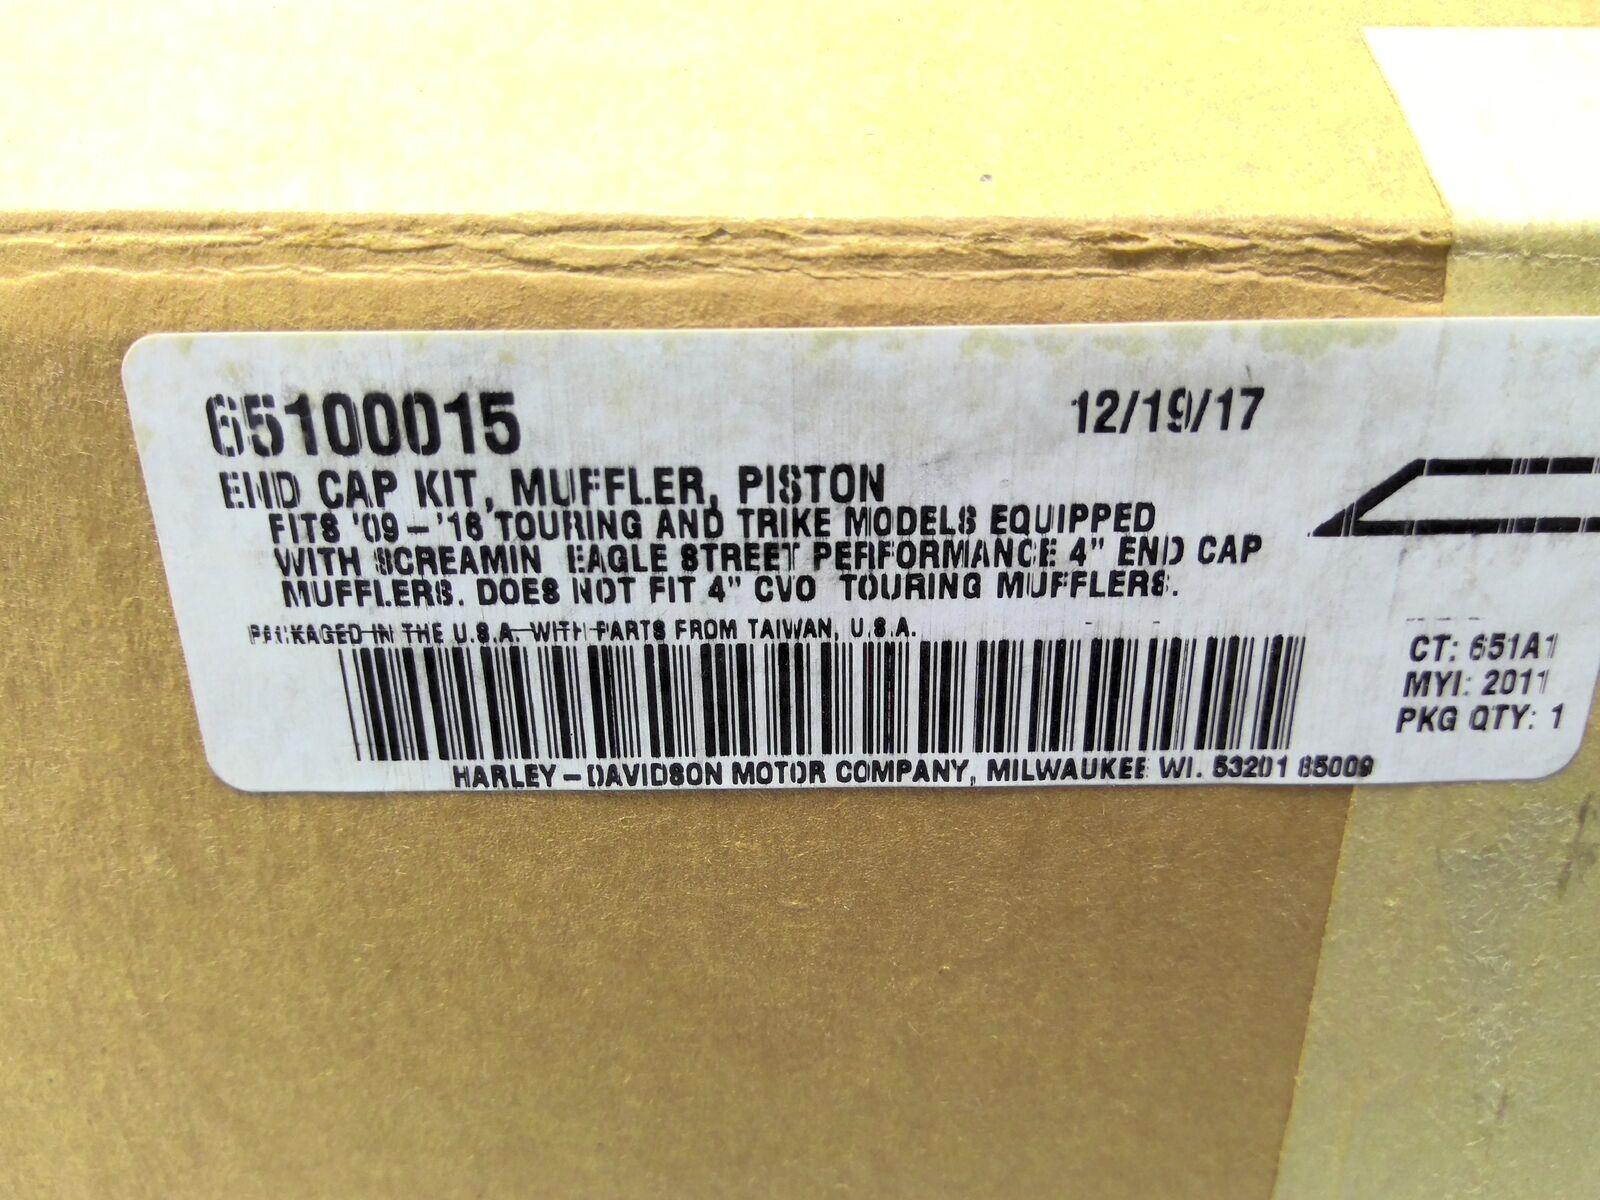 65100015
12/19/17
END CAP KIT, MUFFLER, PISTON
FITS '09-'16 TOURING AND TRIKE MODELS EQUIPPED
WITH SCREAMIN EAGLE STREET PERFORMANCE 4" END CAP
MUFFLERS. DOES NOT FIT 4" CVO TOURING MUFFLERS.
PACKAGED IN THE U.S.A. WITH PARTS FROM TAIWAN, U.S.A.
CT: 651A1
MYI: 2011
PKG QTY: 1
HARLEY-DAVIDSON MOTOR COMPANY, MILWAUKEE WI. 53201 85009